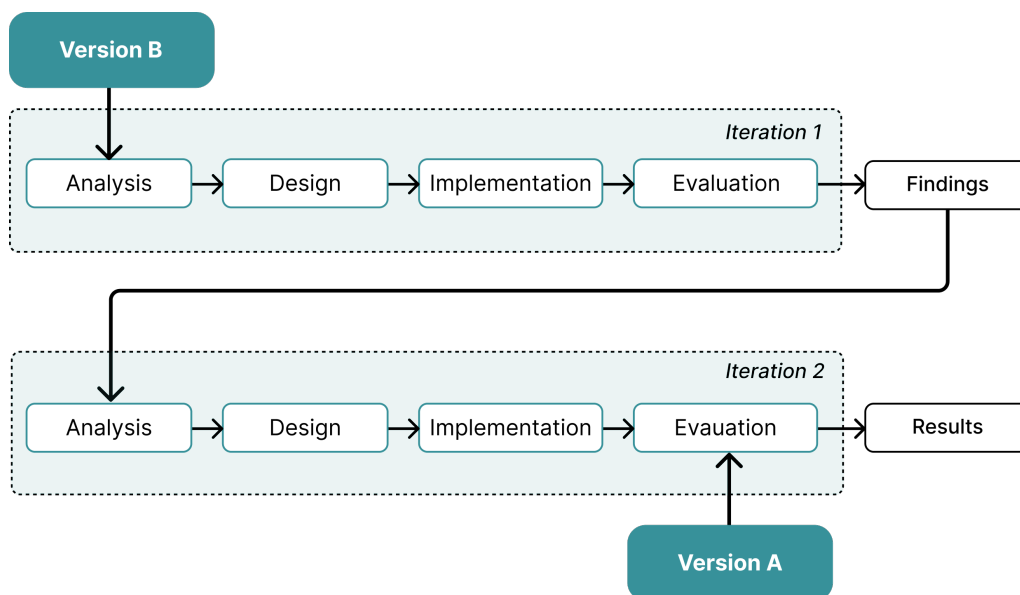 Version B
Iteration 1
Analysis
Design
Implementation
Evaluation
Findings
Iteration 2
Analysis
Design
Implementation
Evauation
Results
Version A